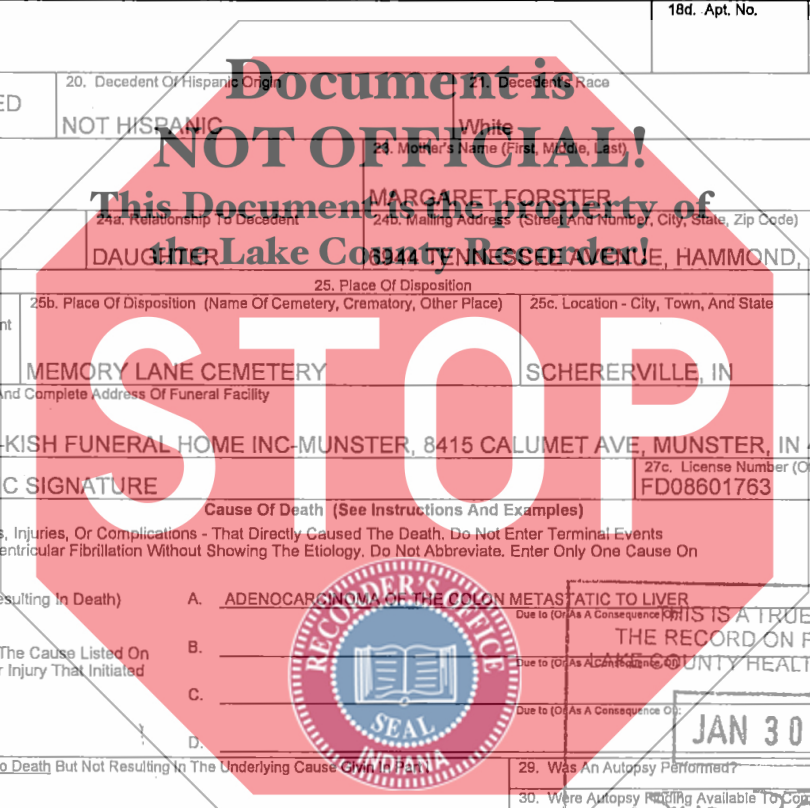 18d. Apt. No.
Document is
20. Decedent Of Hispanic Origin
21. Decedent's Race
ED
NOT HISPANIC
White
NOT OFFICIAL!
23. Mother's Name (First, Middle, Last)
MARGARET FORSTER
This Document is the property of
24a. Relationship To Decedent
24b. Mailing Address (Street And Number, City, State, Zip Code)
the Lake County Recorder!
DAUGHTER
6944 TENNESSEE AVENUE, HAMMOND,
25. Place Of Disposition
25b. Place Of Disposition (Name Of Cemetery, Crematory, Other Place)
25c. Location - City, Town, And State
nt
MEMORY LANE CEMETERY
SCHERERVILLE, IN
STOP
And Complete Address Of Funeral Facility
-KISH FUNERAL HOME INC-MUNSTER, 8415 CALUMET AVE, MUNSTER, IN 4
27c. License Number (O
C SIGNATURE
FD08601763
Cause Of Death (See Instructions And Examples)
s, Injuries, Or Complications - That Directly Caused The Death. Do Not Enter Terminal Events
entricular Fibrillation Without Showing The Etiology. Do Not Abbreviate. Enter Only One Cause On
esulting In Death)
A. ADENOCARCINOMA OF THE COLON METASTATIC TO LIVER
Due to (Or As A Consequence Of):
THIS IS A TRUE
THE RECORD ON F
LAKE COUNTY HEALT
The Cause Listed On
r Injury That Initiated
B.
Due to (Or As A Consequence Of):
C.
Due to (Or As A Consequence Of):
JAN 30
D.
RECORDER'S OFFICE
SEAL
INDIANA
o Death But Not Resulting In The Underlying Cause Givin In Part I
29. Was An Autopsy Performed?
30. Were Autopsy Finding Available To Com